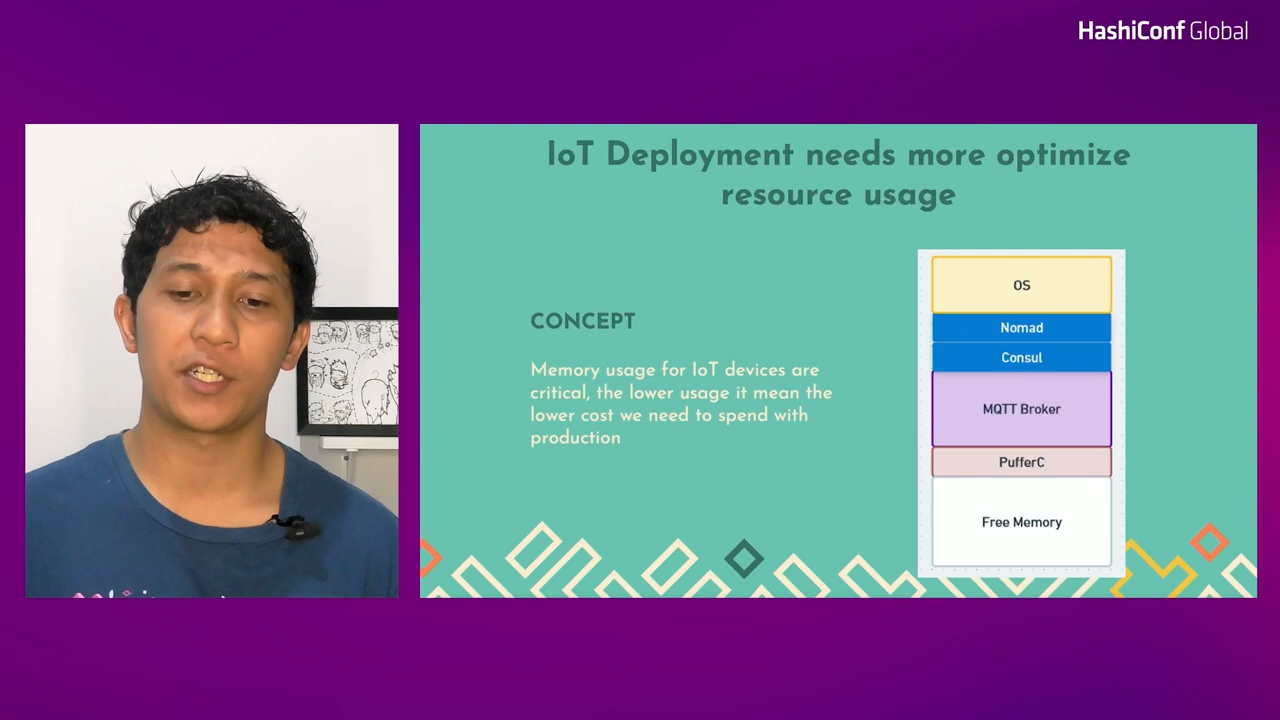 HashiConf Global
IoT Deployment needs more optimize
resource usage
CONCEPT
Memory usage for IoT devices are
critical, the lower usage it mean the
lower cost we need to spend with
production
OS
Nomad
Consul
MQTT Broker
PufferC
Free Memory